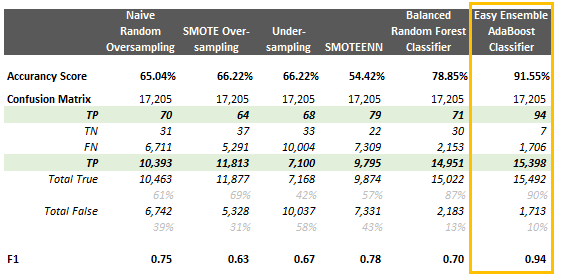 Naive Random Oversampling SMOTE Over-sampling Under-sampling SMOTEENN Balanced Random Forest Classifier Easy Ensemble AdaBoost Classifier
Accurancy Score 65.04% 66.22% 66.22% 54.42% 78.85% 91.55%
Confusion Matrix 17,205 17,205 17,205 17,205 17,205 17,205
TP 70 64 68 79 71 94
TN 31 37 33 22 30 7
FN 6,711 5,291 10,004 7,309 2,153 1,706
TP 10,393 11,813 7,100 9,795 14,951 15,398
Total True 10,463 11,877 7,168 9,874 15,022 15,492
61% 69% 42% 57% 87% 90%
Total False 6,742 5,328 10,037 7,331 2,183 1,713
39% 31% 58% 43% 13% 10%
F1 0.75 0.63 0.67 0.78 0.70 0.94